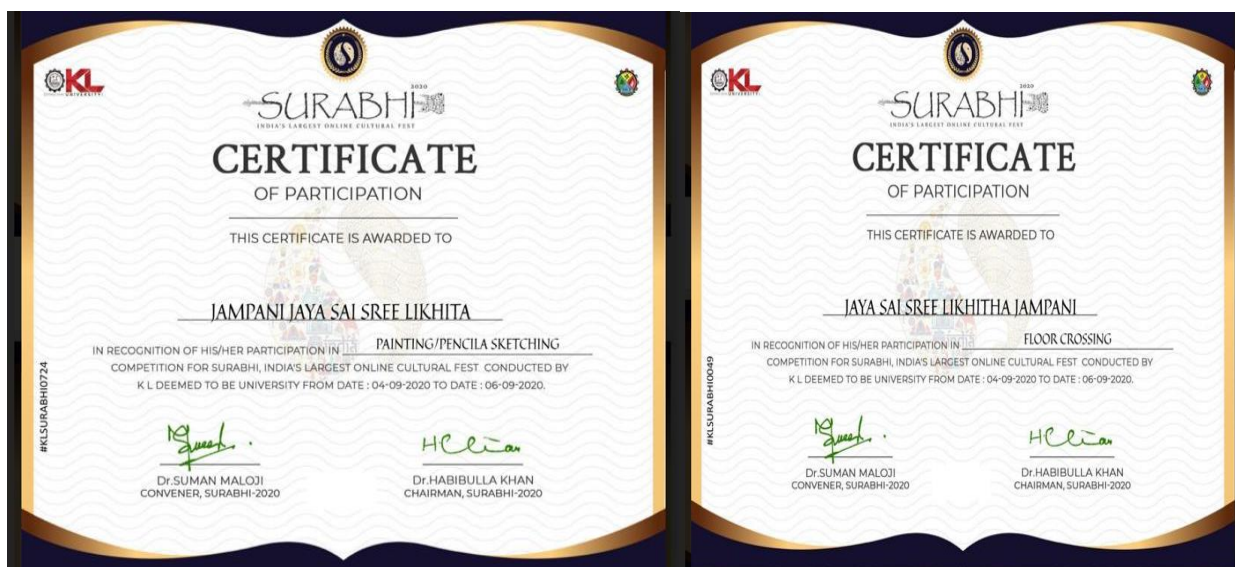 KL
UNIVERSITY
2020
SURABHI
INDIA'S LARGEST ONLINE CULTURAL FEST
CERTIFICATE
OF PARTICIPATION
THIS CERTIFICATE IS AWARDED TO
JAMPANI JAYA SAI SREE LIKHITA
IN RECOGNITION OF HIS/HER PARTICIPATION IN PAINTING/PENCILA SKETCHING
COMPETITION FOR SURABHI, INDIA'S LARGEST ONLINE CULTURAL FEST CONDUCTED BY
K L DEEMED TO BE UNIVERSITY FROM DATE : 04-09-2020 TO DATE : 06-09-2020.
#KLSURABHI0724
Dr.SUMAN MALOJI
CONVENER, SURABHI-2020
Dr.HABIBULLA KHAN
CHAIRMAN, SURABHI-2020
KL
UNIVERSITY
2020
SURABHI
INDIA'S LARGEST ONLINE CULTURAL FEST
CERTIFICATE
OF PARTICIPATION
THIS CERTIFICATE IS AWARDED TO
JAYA SAI SREE LIKHITHA JAMPANI
IN RECOGNITION OF HIS/HER PARTICIPATION IN FLOOR CROSSING
COMPETITION FOR SURABHI, INDIA'S LARGEST ONLINE CULTURAL FEST CONDUCTED BY
K L DEEMED TO BE UNIVERSITY FROM DATE : 04-09-2020 TO DATE : 06-09-2020.
#KLSURABHI0049
Dr.SUMAN MALOJI
CONVENER, SURABHI-2020
Dr.HABIBULLA KHAN
CHAIRMAN, SURABHI-2020